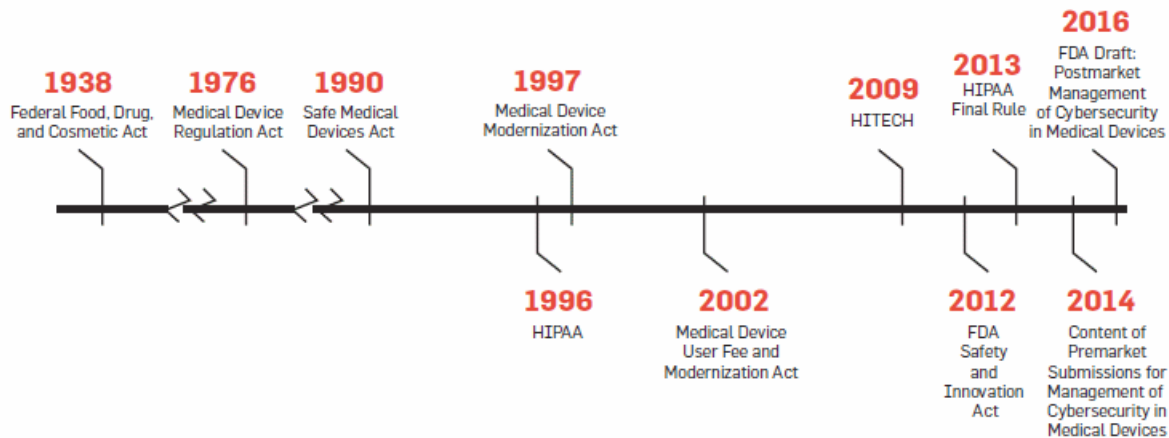 1938
Federal Food, Drug,
and Cosmetic Act
1976
Medical Device
Regulation Act
1990
Safe Medical
Devices Act
1997
Medical Device
Modernization Act
2009
HITECH
2013
HIPAA
Final Rule
2016
FDA Draft:
Postmarket
Management
of Cybersecurity
in Medical Devices
1996
HIPAA
2002
Medical Device
User Fee and
Modernization Act
2012
FDA
Safety
and
Innovation
Act
2014
Content of
Premarket
Submissions for
Management of
Cybersecurity in
Medical Devices